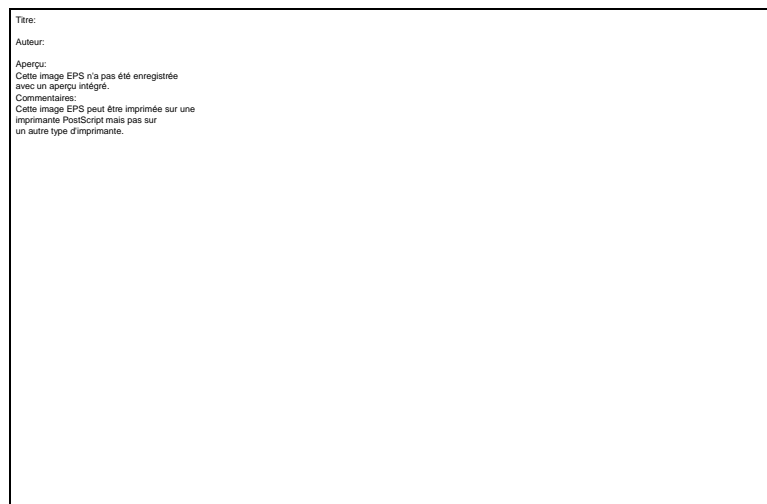 Titre:
Auteur:
Aperçu:
Cette image EPS n'a pas été enregistrée
avec un aperçu intégré.
Commentaires:
Cette image EPS peut être imprimée sur une
imprimante PostScript mais pas sur
un autre type d'imprimante.